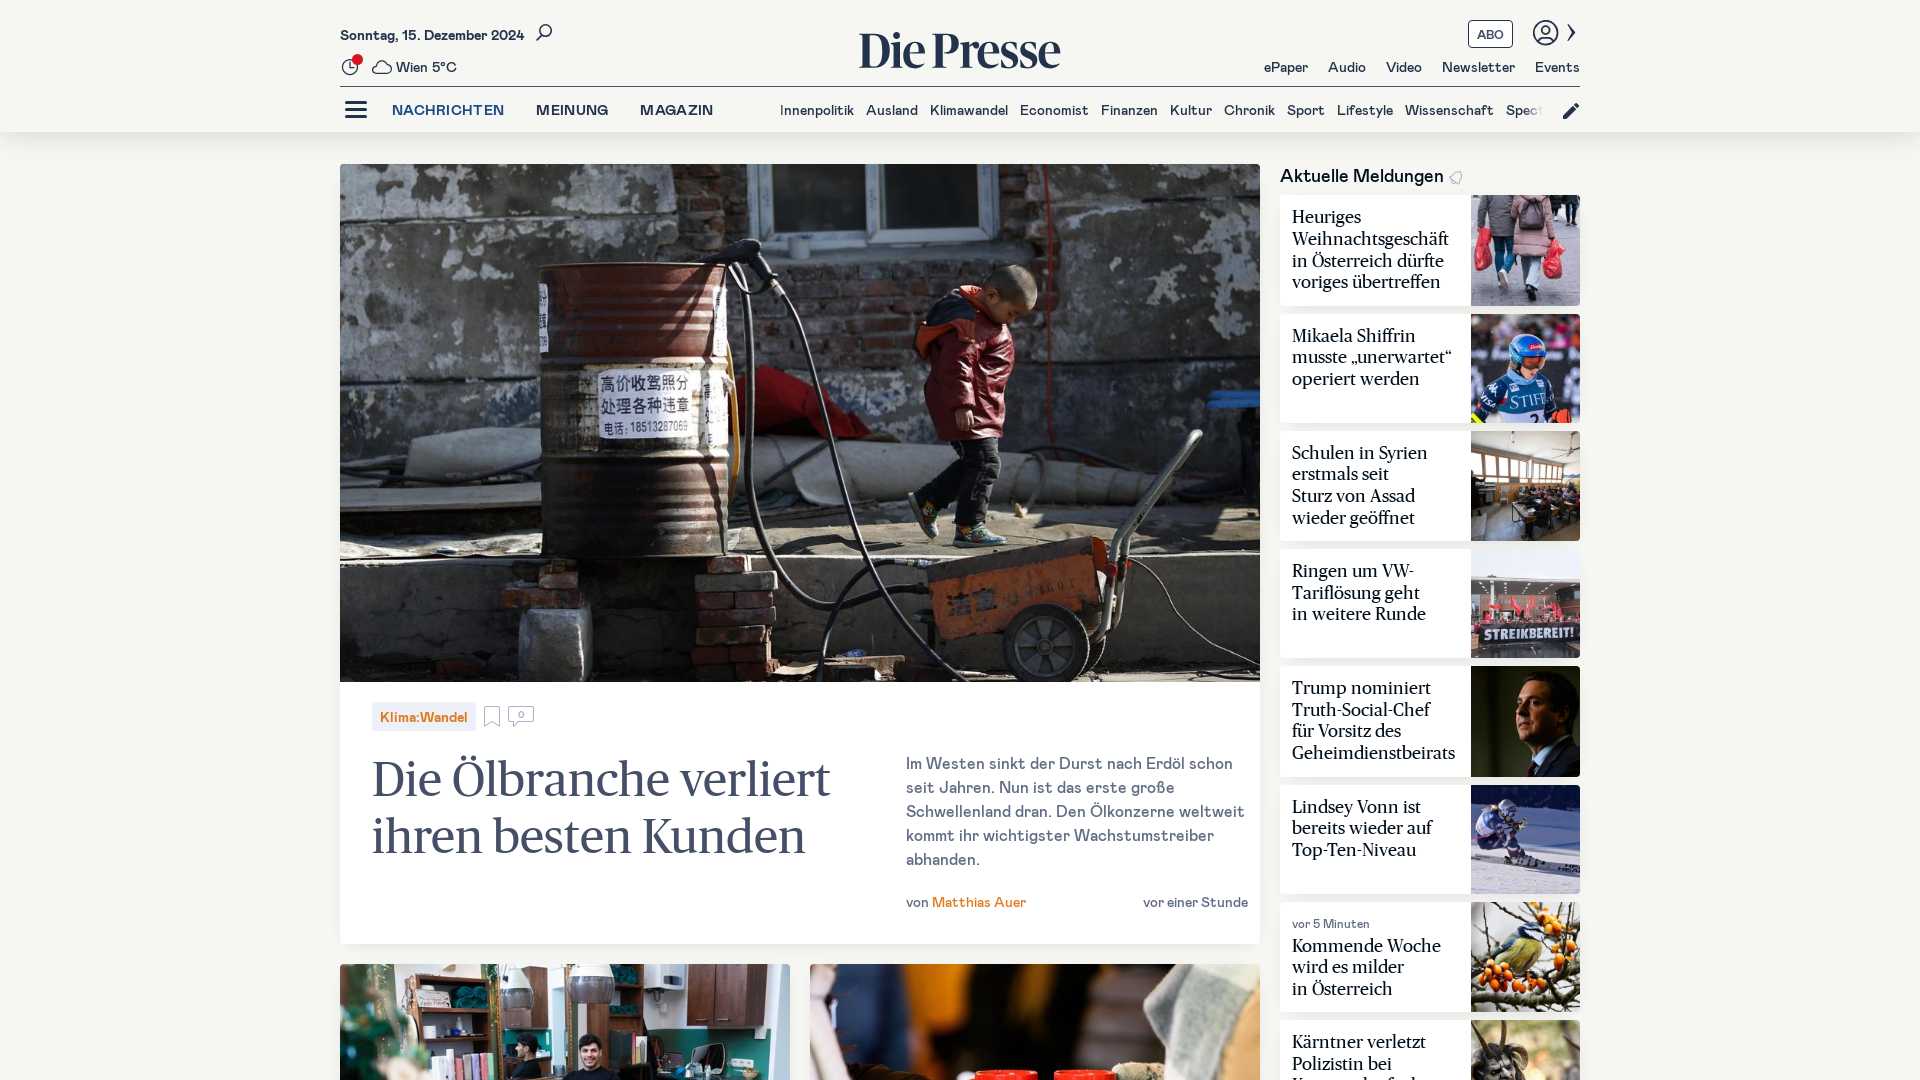 Sonntag, 15. Dezember 2024
Wien 5°C
Die Presse
ABO
ePaper Audio Video Newsletter Events
NACHRICHTEN MEINUNG MAGAZIN
Innenpolitik Ausland Klimawandel Economist Finanzen Kultur Chronik Sport Lifestyle Wissenschaft Spect
高价收驾照分
处理各种违章
电话:18513287069
Klima:Wandel
0
Die Ölbranche verliert
ihren besten Kunden
Im Westen sinkt der Durst nach Erdöl schon
seit Jahren. Nun ist das erste große
Schwellenland dran. Den Ölkonzerne weltweit
kommt ihr wichtigster Wachstumstreiber
abhanden.
von Matthias Auer
vor einer Stunde
Aktuelle Meldungen
Heuriges
Weihnachtsgeschäft
in Österreich dürfte
voriges übertreffen
Mikaela Shiffrin
musste „unerwartet“
operiert werden
STIFE
2
Schulen in Syrien
erstmals seit
Sturz von Assad
wieder geöffnet
Ringen um VW-
Tariflösung geht
in weitere Runde
STREIKBEREIT!
Trump nominiert
Truth-Social-Chef
für Vorsitz des
Geheimdienstbeirats
Lindsey Vonn ist
bereits wieder auf
Top-Ten-Niveau
vor 5 Minuten
Kommende Woche
wird es milder
in Österreich
Kärntner verletzt
Polizistin bei